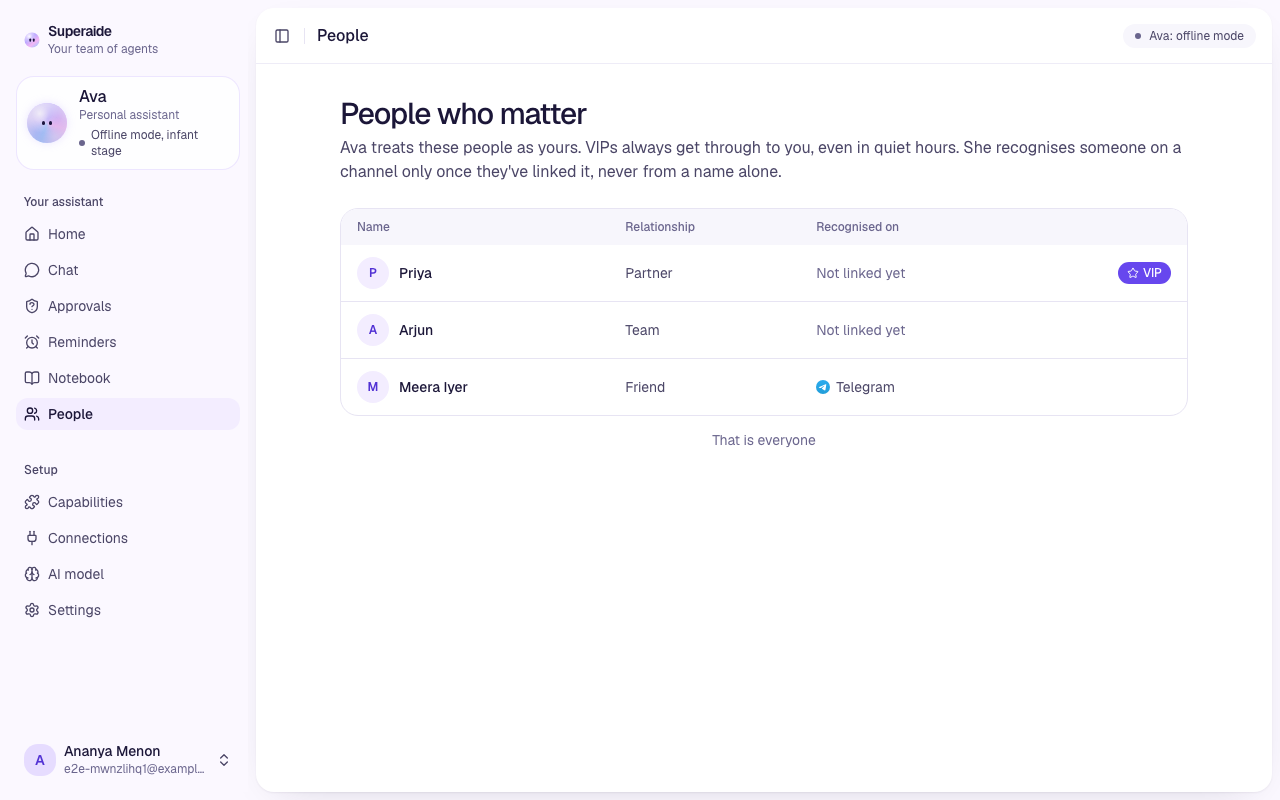 Superaide
Your team of agents
Ava
Personal assistant
Offline mode, infant
stage
Your assistant
Home
Chat
Approvals
Reminders
Notebook
People
Setup
Capabilities
Connections
AI model
Settings
A
Ananya Menon
e2e-mwnzlihq1@exampl...
People
Ava: offline mode
People who matter
Ava treats these people as yours. VIPs always get through to you, even in quiet hours. She recognises someone on a
channel only once they've linked it, never from a name alone.
Name Relationship Recognised on
P Priya Partner Not linked yet VIP
A Arjun Team Not linked yet
M Meera Iyer Friend Telegram
That is everyone